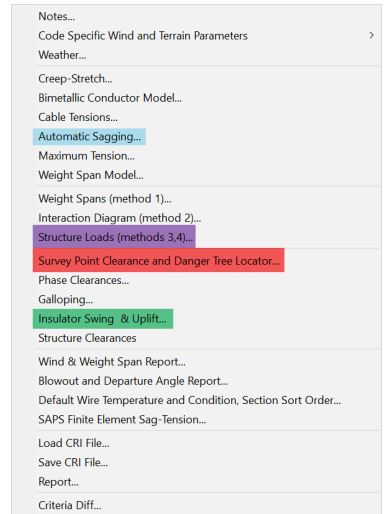 Notes...
Code Specific Wind and Terrain Parameters >
Weather...
Creep-Stretch...
Bimetallic Conductor Model...
Cable Tensions...
Automatic Sagging...
Maximum Tension...
Weight Span Model...
Weight Spans (method 1)...
Interaction Diagram (method 2)...
Structure Loads (methods 3,4)...
Survey Point Clearance and Danger Tree Locator...
Phase Clearances...
Galloping...
Insulator Swing & Uplift...
Structure Clearances
Wind & Weight Span Report...
Blowout and Departure Angle Report...
Default Wire Temperature and Condition, Section Sort Order...
SAPS Finite Element Sag-Tension...
Load CRI File...
Save CRI File...
Report...
Criteria Diff...